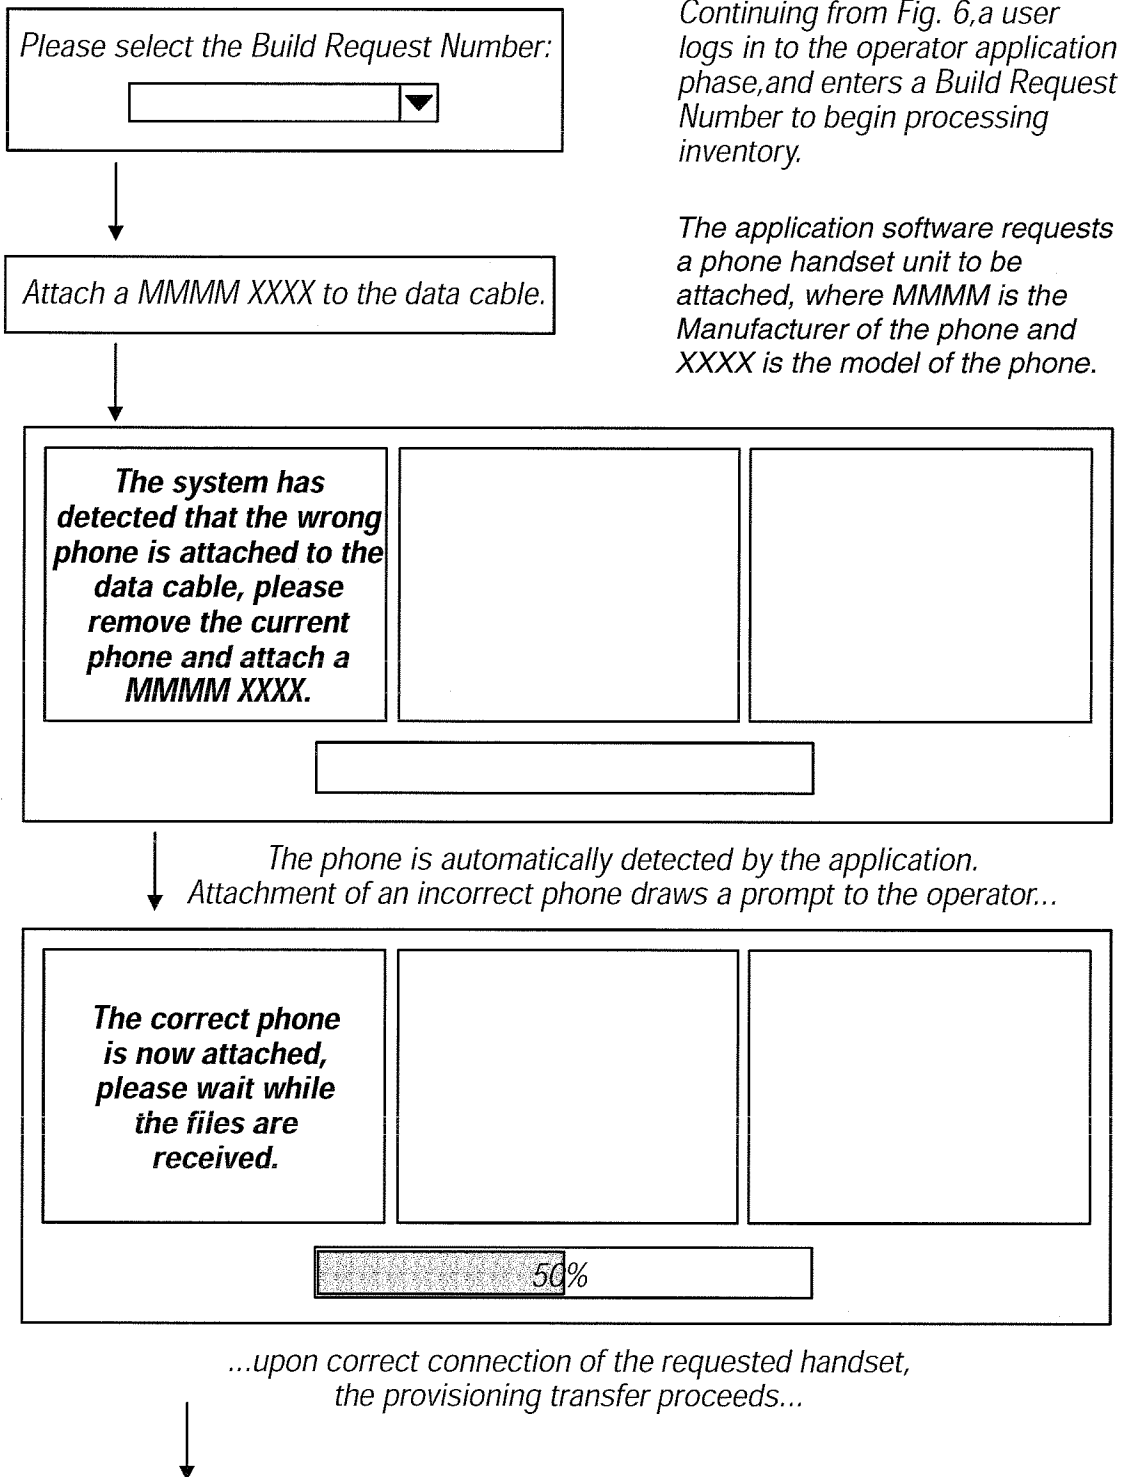 Please select the Build Request Number:
Continuing from Fig. 6,a user
logs in to the operator application
phase,and enters a Build Request
Number to begin processing
inventory.
Attach a MMMM XXXX to the data cable.
The application software requests
a phone handset unit to be
attached, where MMMM is the
Manufacturer of the phone and
XXXX is the model of the phone.
The system has
detected that the wrong
phone is attached to the
data cable, please
remove the current
phone and attach a
MMMM XXXX.
The phone is automatically detected by the application.
Attachment of an incorrect phone draws a prompt to the operator...
The correct phone
is now attached,
please wait while
the files are
received.
50%
...upon correct connection of the requested handset,
the provisioning transfer proceeds...